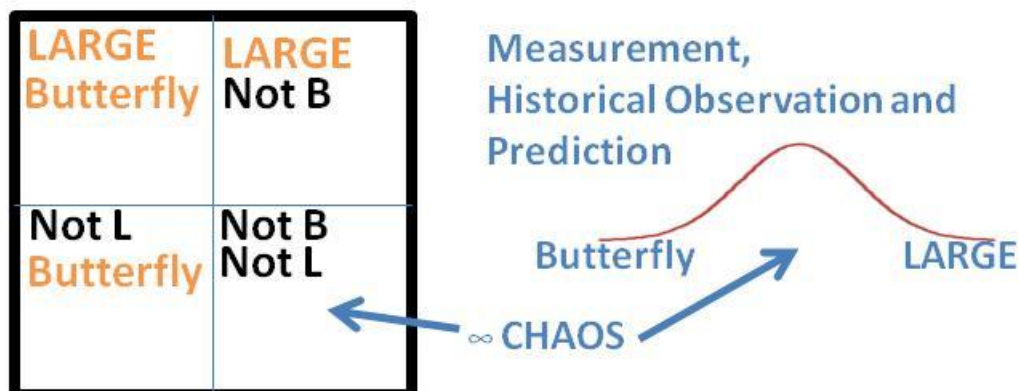 LARGE
Butterfly
LARGE
Not B
Not L
Butterfly
Not B
Not L
Measurement,
Historical Observation and
Prediction
Butterfly
LARGE
∞ CHAOS